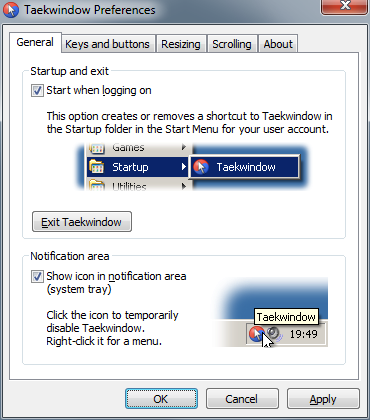 Taekwindow Preferences
General
Keys and buttons
Resizing
Scrolling
About
Startup and exit
Start when logging on
This option creates or removes a shortcut to Taekwindow in
the Startup folder in the Start Menu for your user account.
Games
Startup
Taekwindow
Utilities
Exit Taekwindow
Notification area
Show icon in notification area
(system tray)
Click the icon to temporarily
disable Taekwindow.
Right-click it for a menu.
Taekwindow
19:49
OK
Cancel
Apply